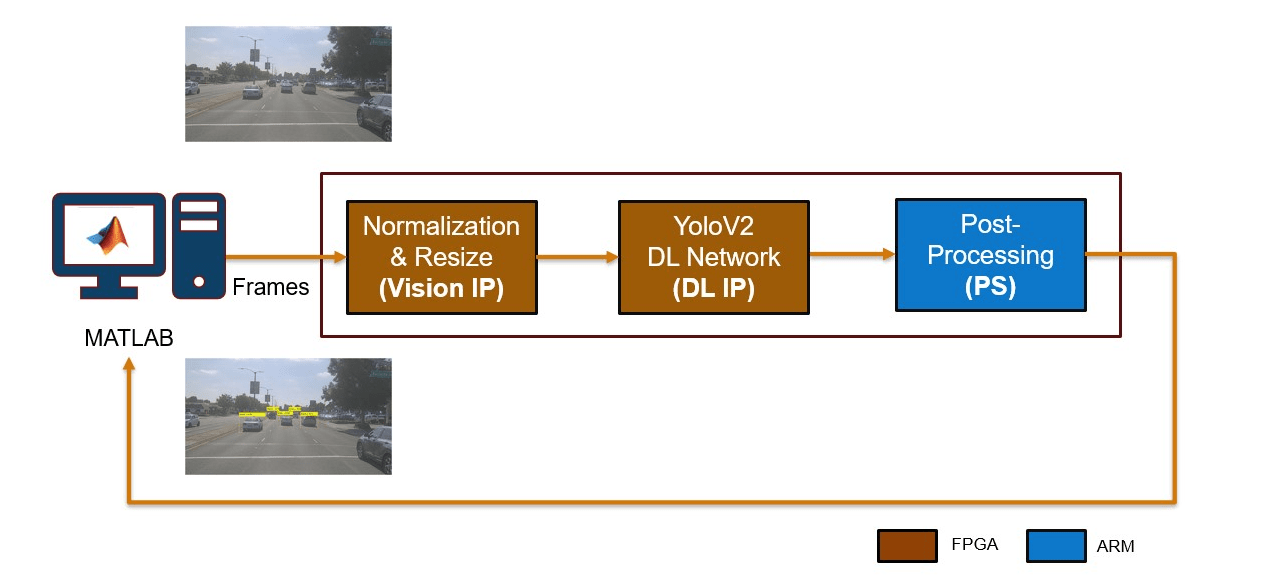 Normalization
& Resize
(Vision IP)
YoloV2
DL Network
(DL IP)
Post-
Processing
(PS)
Frames
MATLAB
FPGA
ARM